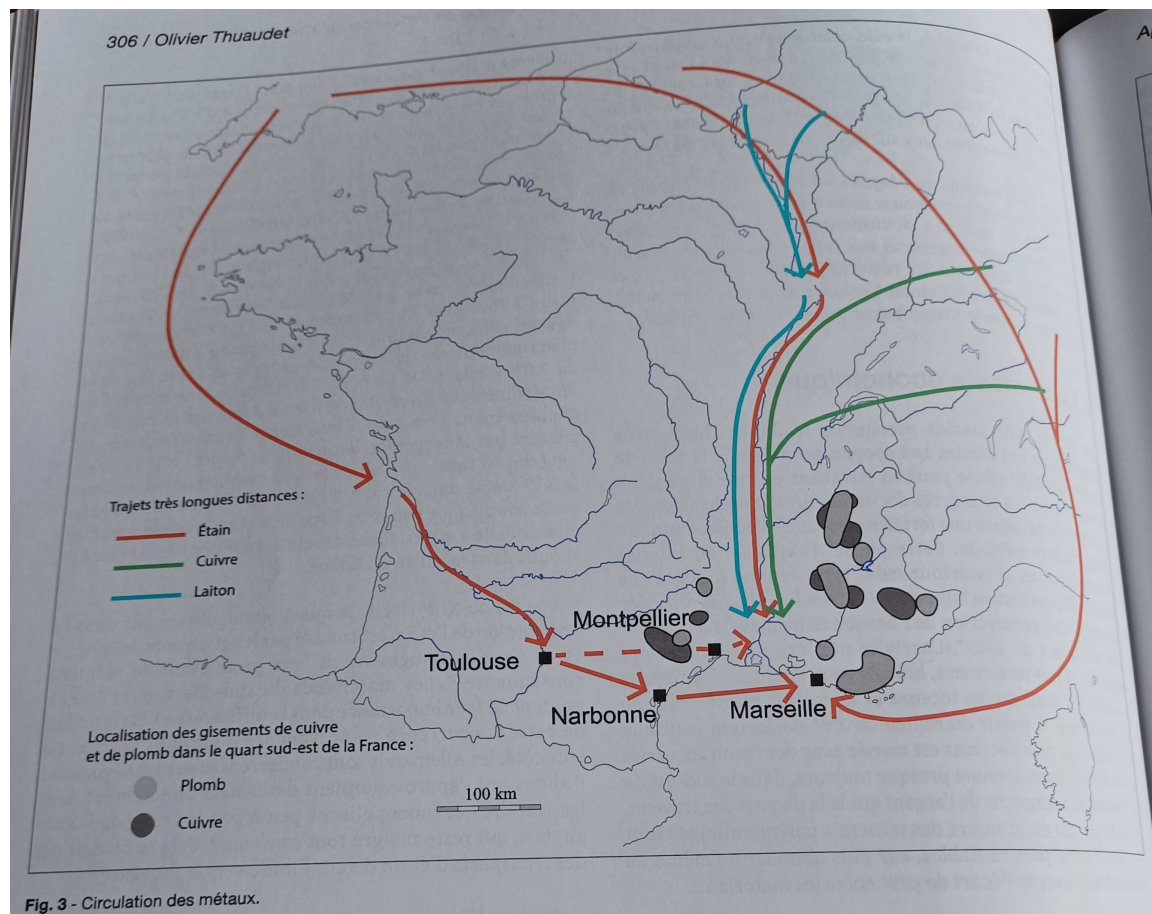 306 / Olivier Thuaudet
Trajets très longues distances :
Étain
Cuivre
Laiton
Montpellier
Toulouse
Narbonne
Marseille
Localisation des gisements de cuivre
et de plomb dans le quart sud-est de la France :
Plomb
Cuivre
100 km
Fig. 3 - Circulation des métaux.